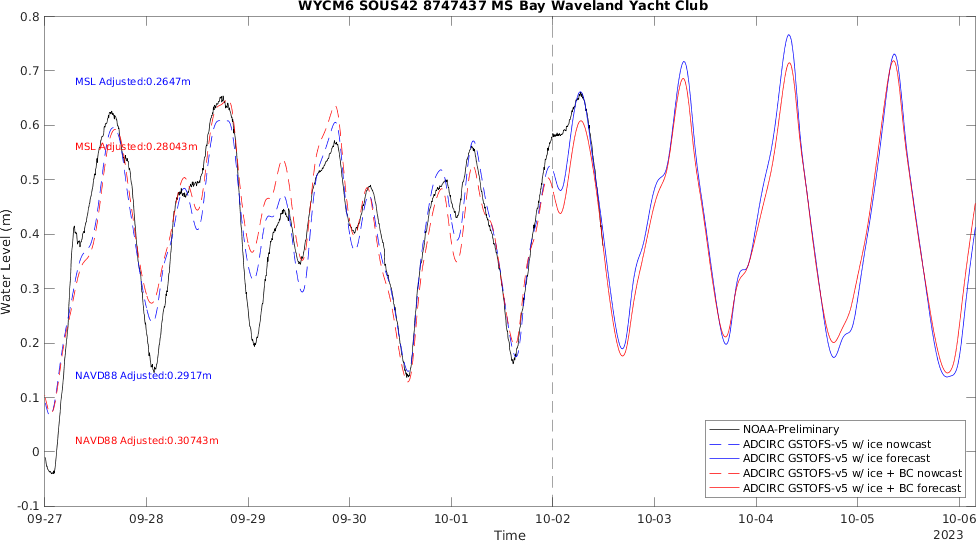 WYCM6 SOUS42 8747437 MS Bay Waveland Yacht Club
0.8
0.7
0.6
0.5
0.4
0.3
0.2
0.1
0
-0.1
Water Level (m)
MSL Adjusted:0.2647m
MSL Adjusted:0.28043m
NAVD88 Adjusted:0.2917m
NAVD88 Adjusted:0.30743m
NOAA-Preliminary
ADCIRC GSTOFS-v5 w/ ice nowcast
ADCIRC GSTOFS-v5 w/ ice forecast
ADCIRC GSTOFS-v5 w/ ice + BC nowcast
ADCIRC GSTOFS-v5 w/ ice + BC forecast
09-27 09-28 09-29 09-30 10-01 10-02 10-03 10-04 10-05 10-06
Time
2023